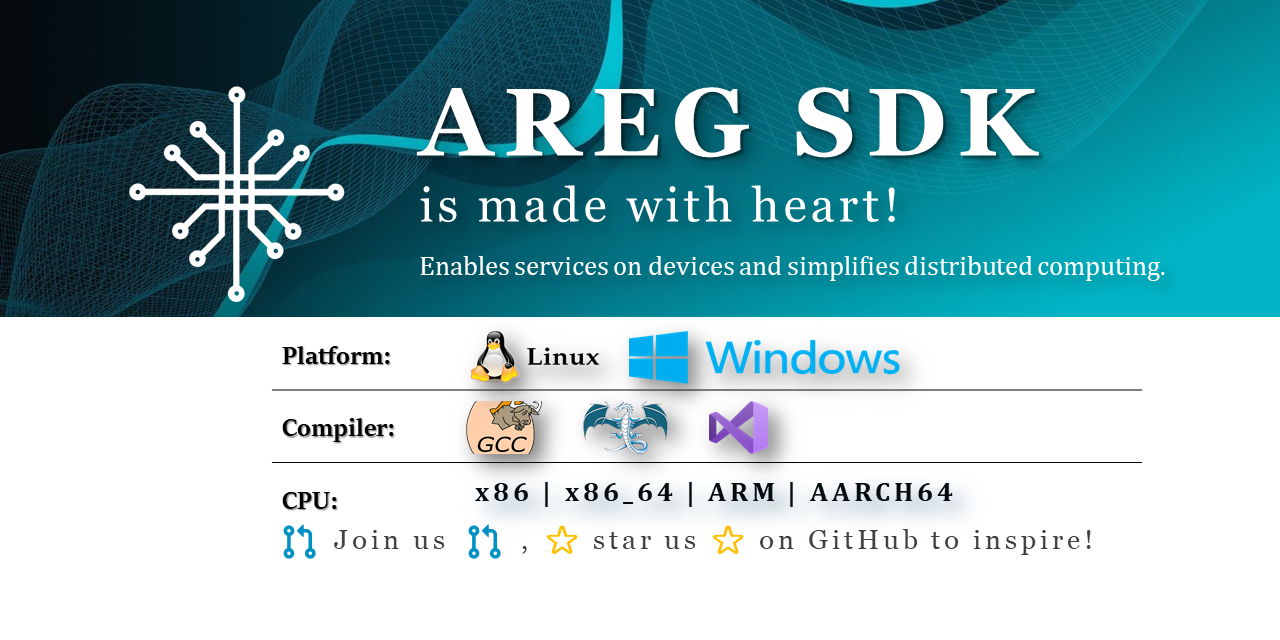 AREG SDK
is made with heart!
Enables services on devices and simplifies distributed computing.
Platform: Linux Windows
Compiler: GCC
CPU: x86 | x86_64 | ARM | AARCH64
Join us , star us on GitHub to inspire!